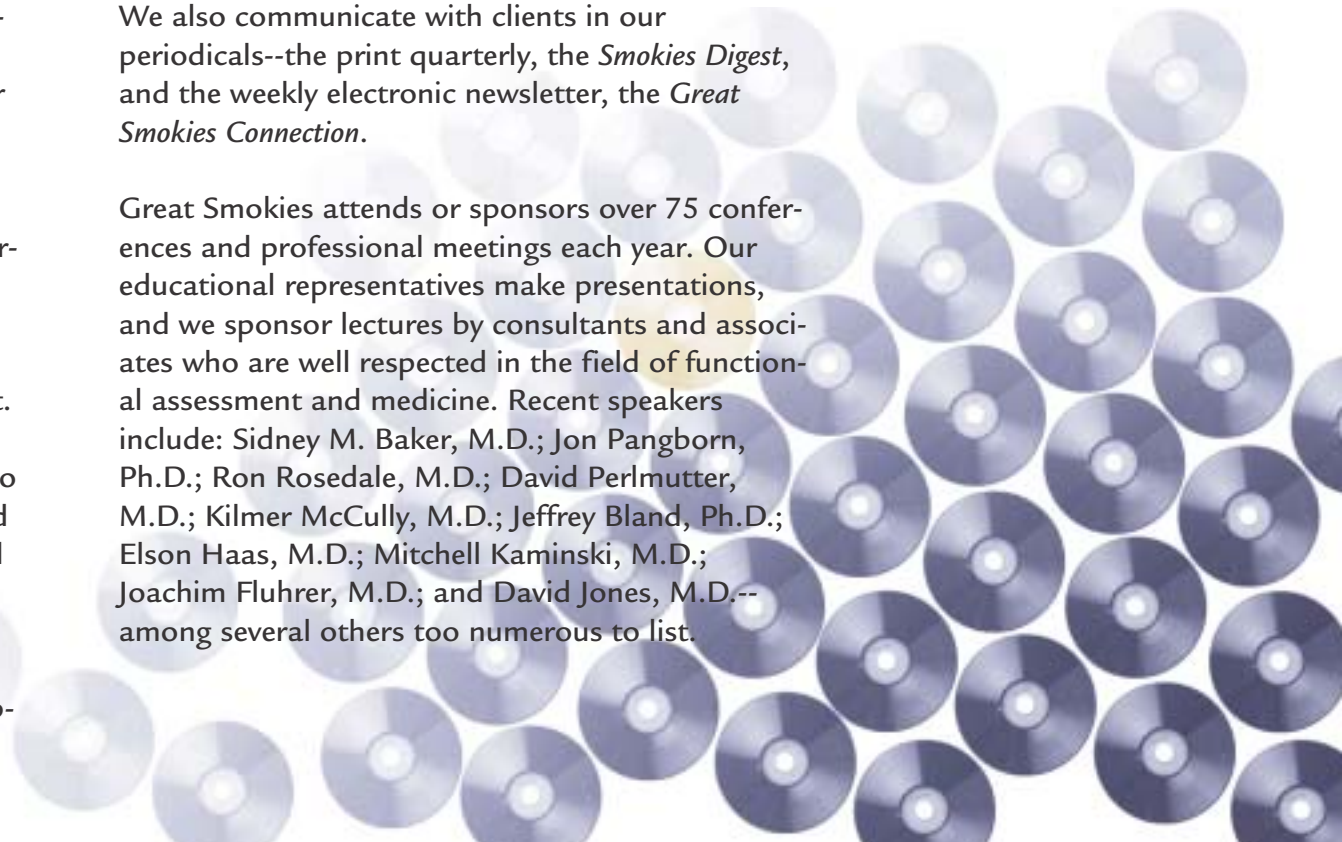 -
r
r-
t.
o
d
l
o-
We also communicate with clients in our
periodicals--the print quarterly, the Smokies Digest,
and the weekly electronic newsletter, the Great
Smokies Connection.
Great Smokies attends or sponsors over 75 confer-
ences and professional meetings each year. Our
educational representatives make presentations,
and we sponsor lectures by consultants and associ-
ates who are well respected in the field of function-
al assessment and medicine. Recent speakers
include: Sidney M. Baker, M.D.; Jon Pangborn,
Ph.D.; Ron Rosedale, M.D.; David Perlmutter,
M.D.; Kilmer McCully, M.D.; Jeffrey Bland, Ph.D.;
Elson Haas, M.D.; Mitchell Kaminski, M.D.;
Joachim Fluhrer, M.D.; and David Jones, M.D.--
among several others too numerous to list.